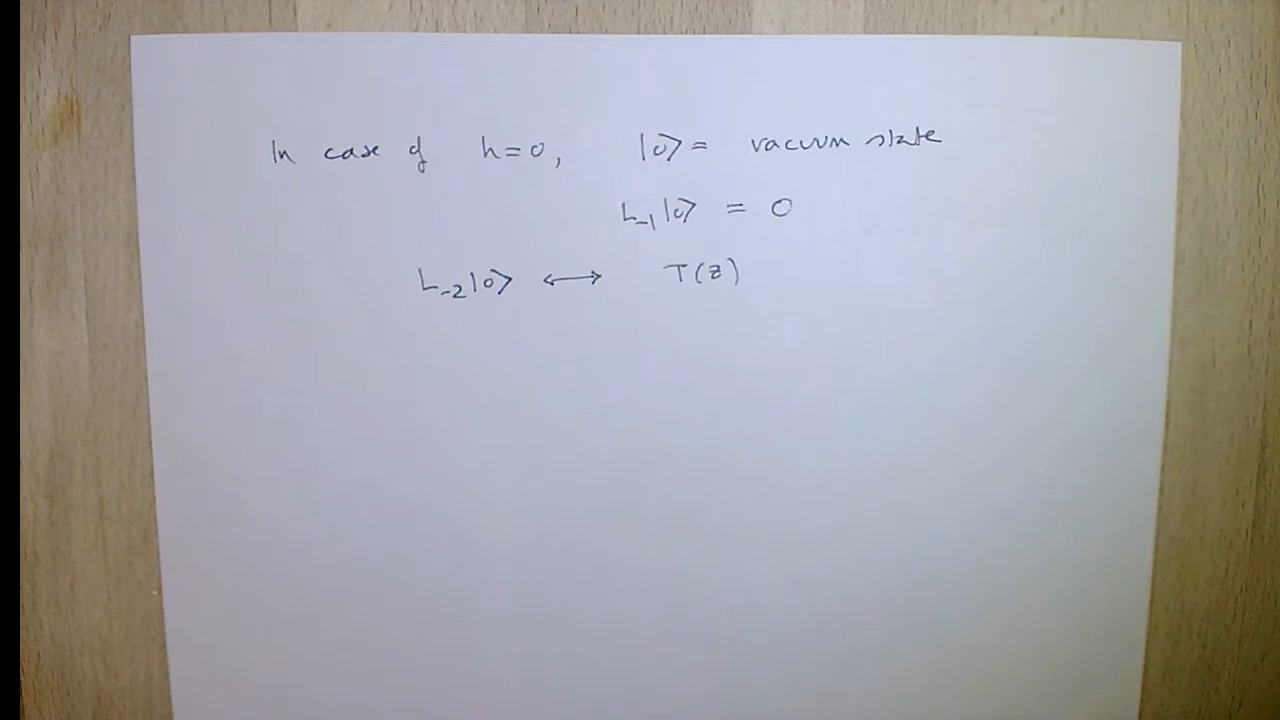 In case of h=0, |0⟩ = vacuum state
L₋₁|0⟩ = 0
L₋₂|0⟩ ⟷ T(z)